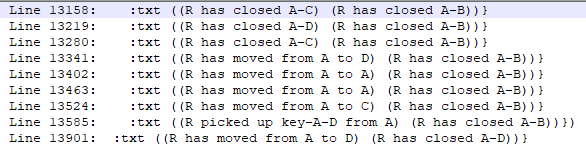 Line 13158: :txt ((R has closed A-C) (R has closed A-B))}
Line 13219: :txt ((R has closed A-D) (R has closed A-B))}
Line 13280: :txt ((R has closed A-C) (R has closed A-B))}
Line 13341: :txt ((R has moved from A to D) (R has closed A-B))}
Line 13402: :txt ((R has moved from A to A) (R has closed A-B))}
Line 13463: :txt ((R has moved from A to A) (R has closed A-B))}
Line 13524: :txt ((R has moved from A to C) (R has closed A-B))}
Line 13585: :txt ((R picked up key-A-D from A) (R has closed A-B))})
Line 13901: :txt ((R has moved from A to D) (R has closed A-D))}